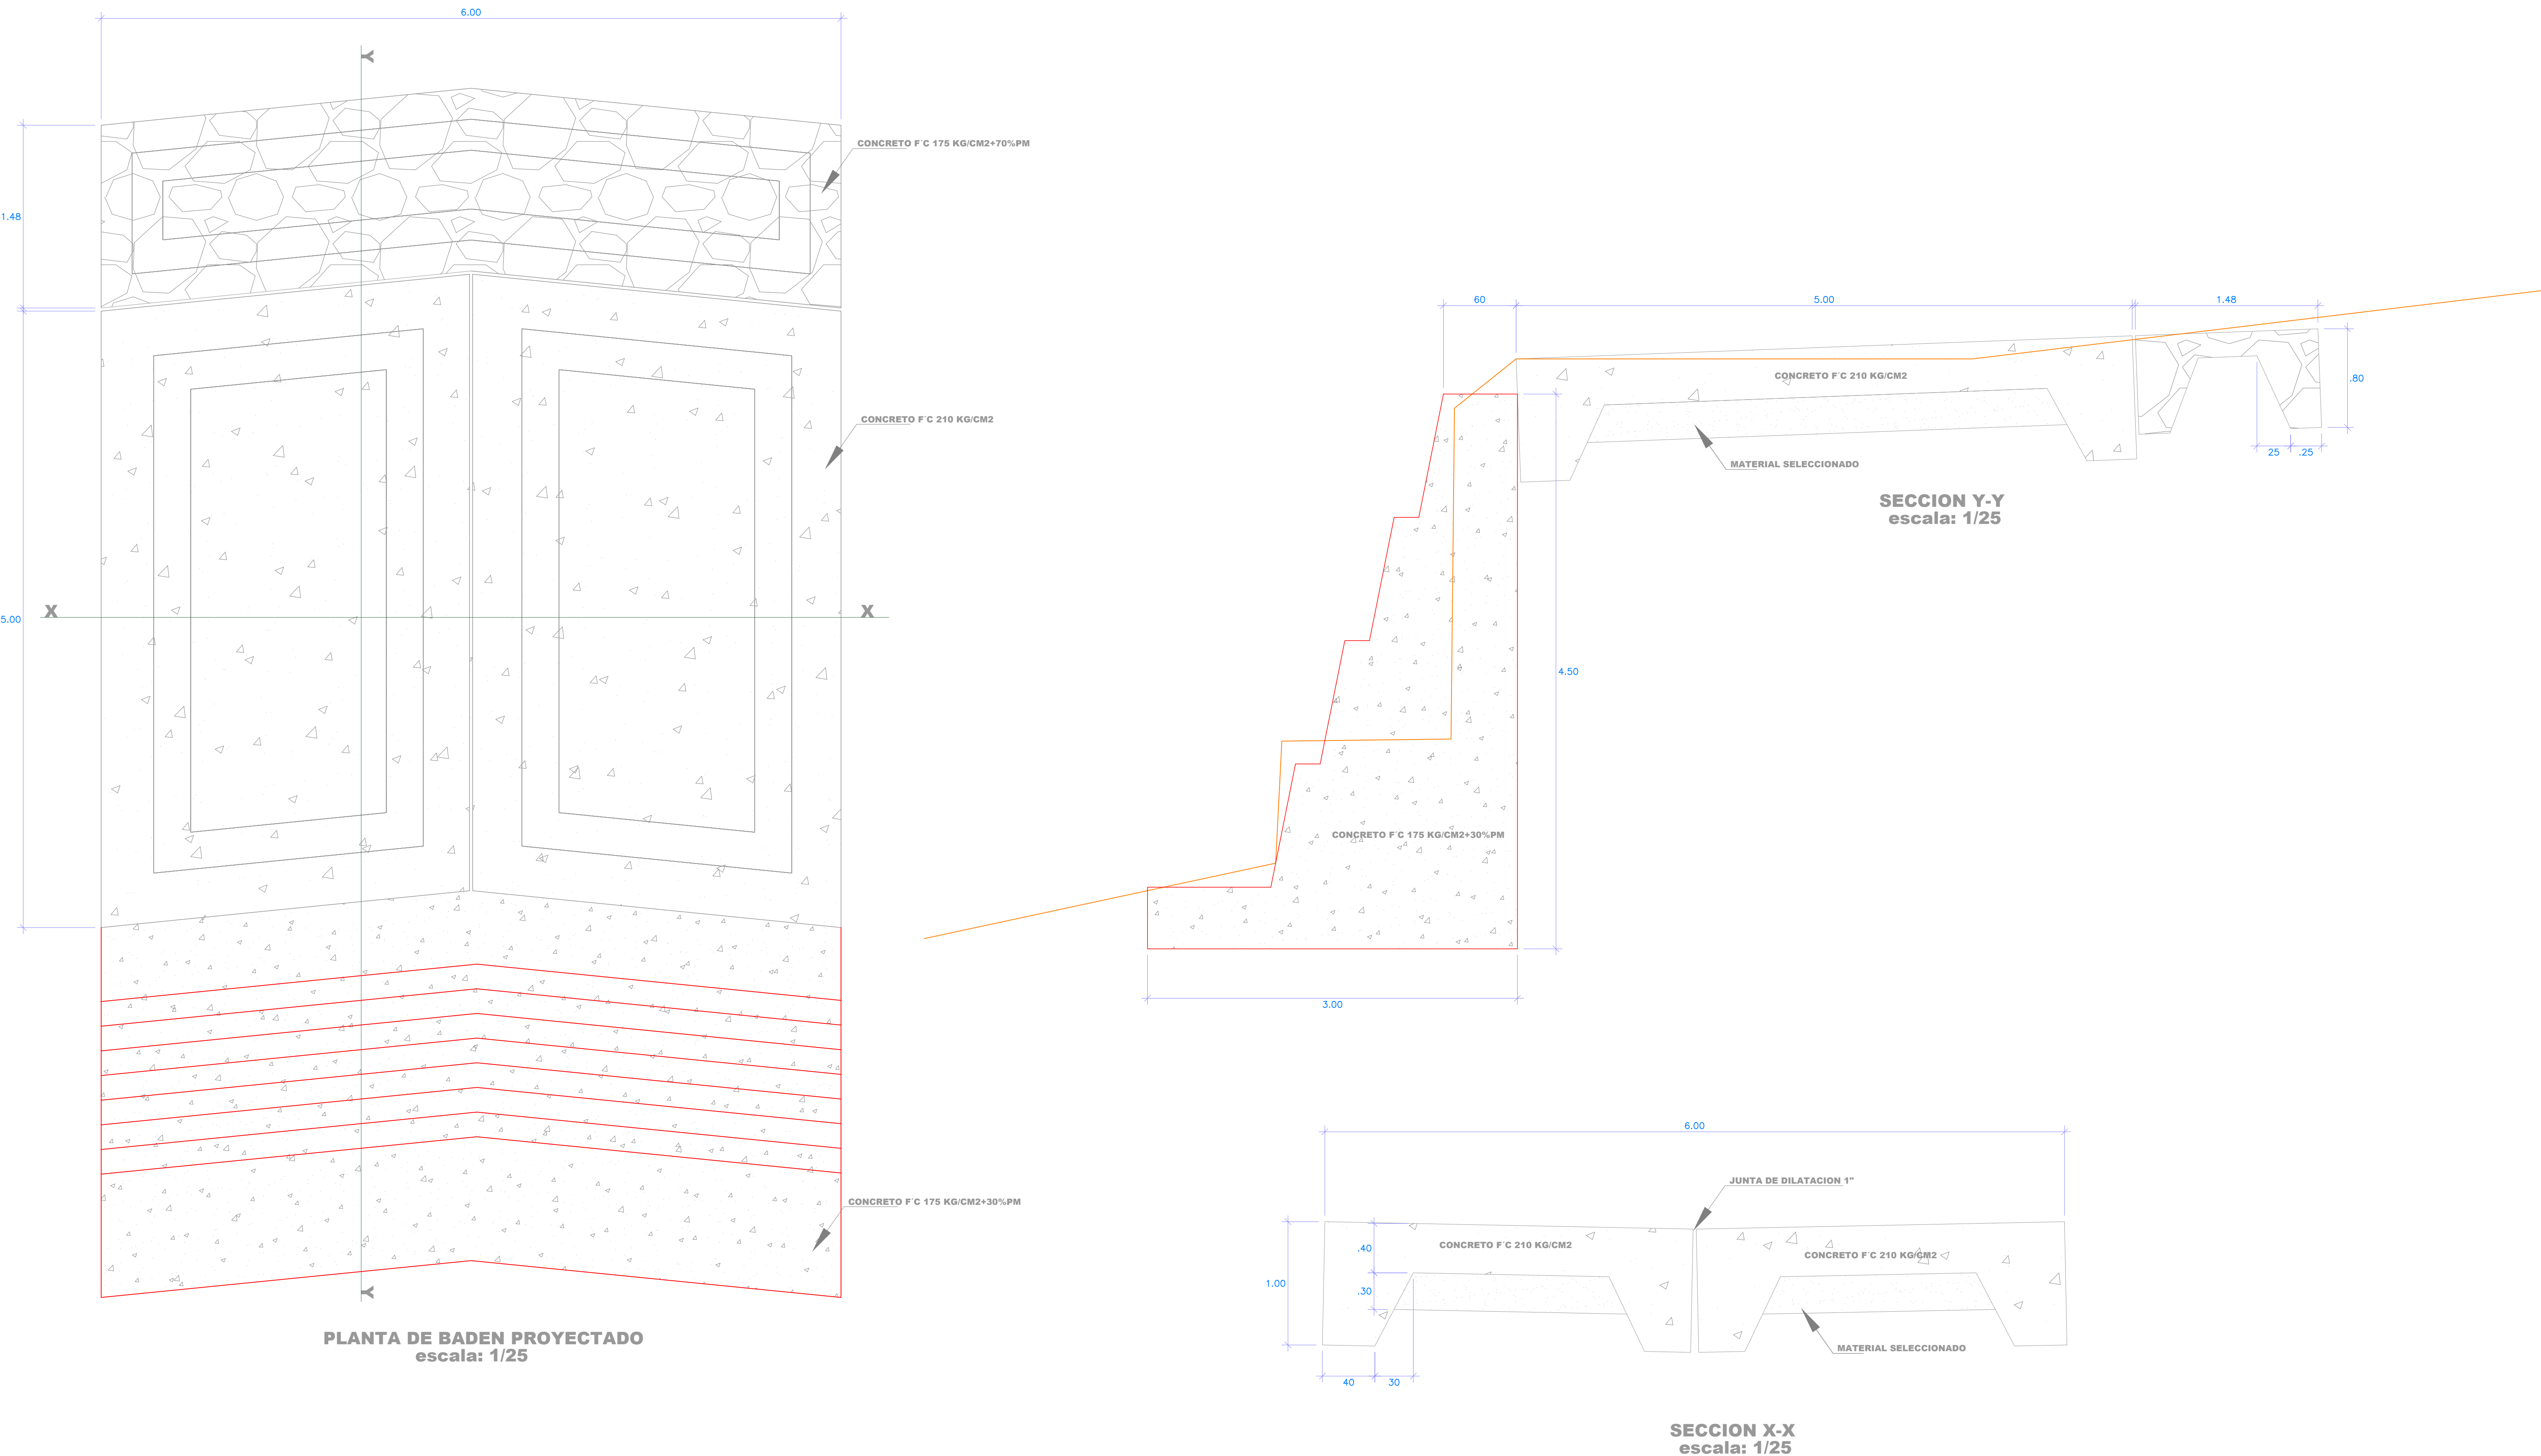 6.00
Y
CONCRETO F´C 175 KG/CM2+70%PM
1.48
CONCRETO F´C 210 KG/CM2
X
X
5.00
CONCRETO F´C 175 KG/CM2+30%PM
Y
PLANTA DE BADEN PROYECTADO
escala: 1/25
60
5.00
1.48
CONCRETO F´C 210 KG/CM2
.80
25
.25
MATERIAL SELECCIONADO
SECCION Y-Y
escala: 1/25
4.50
CONCRETO F´C 175 KG/CM2+30%PM
3.00
6.00
JUNTA DE DILATACION 1"
CONCRETO F´C 210 KG/CM2
CONCRETO F´C 210 KG/CM2
.40
1.00
.30
MATERIAL SELECCIONADO
40
30
SECCION X-X
escala: 1/25